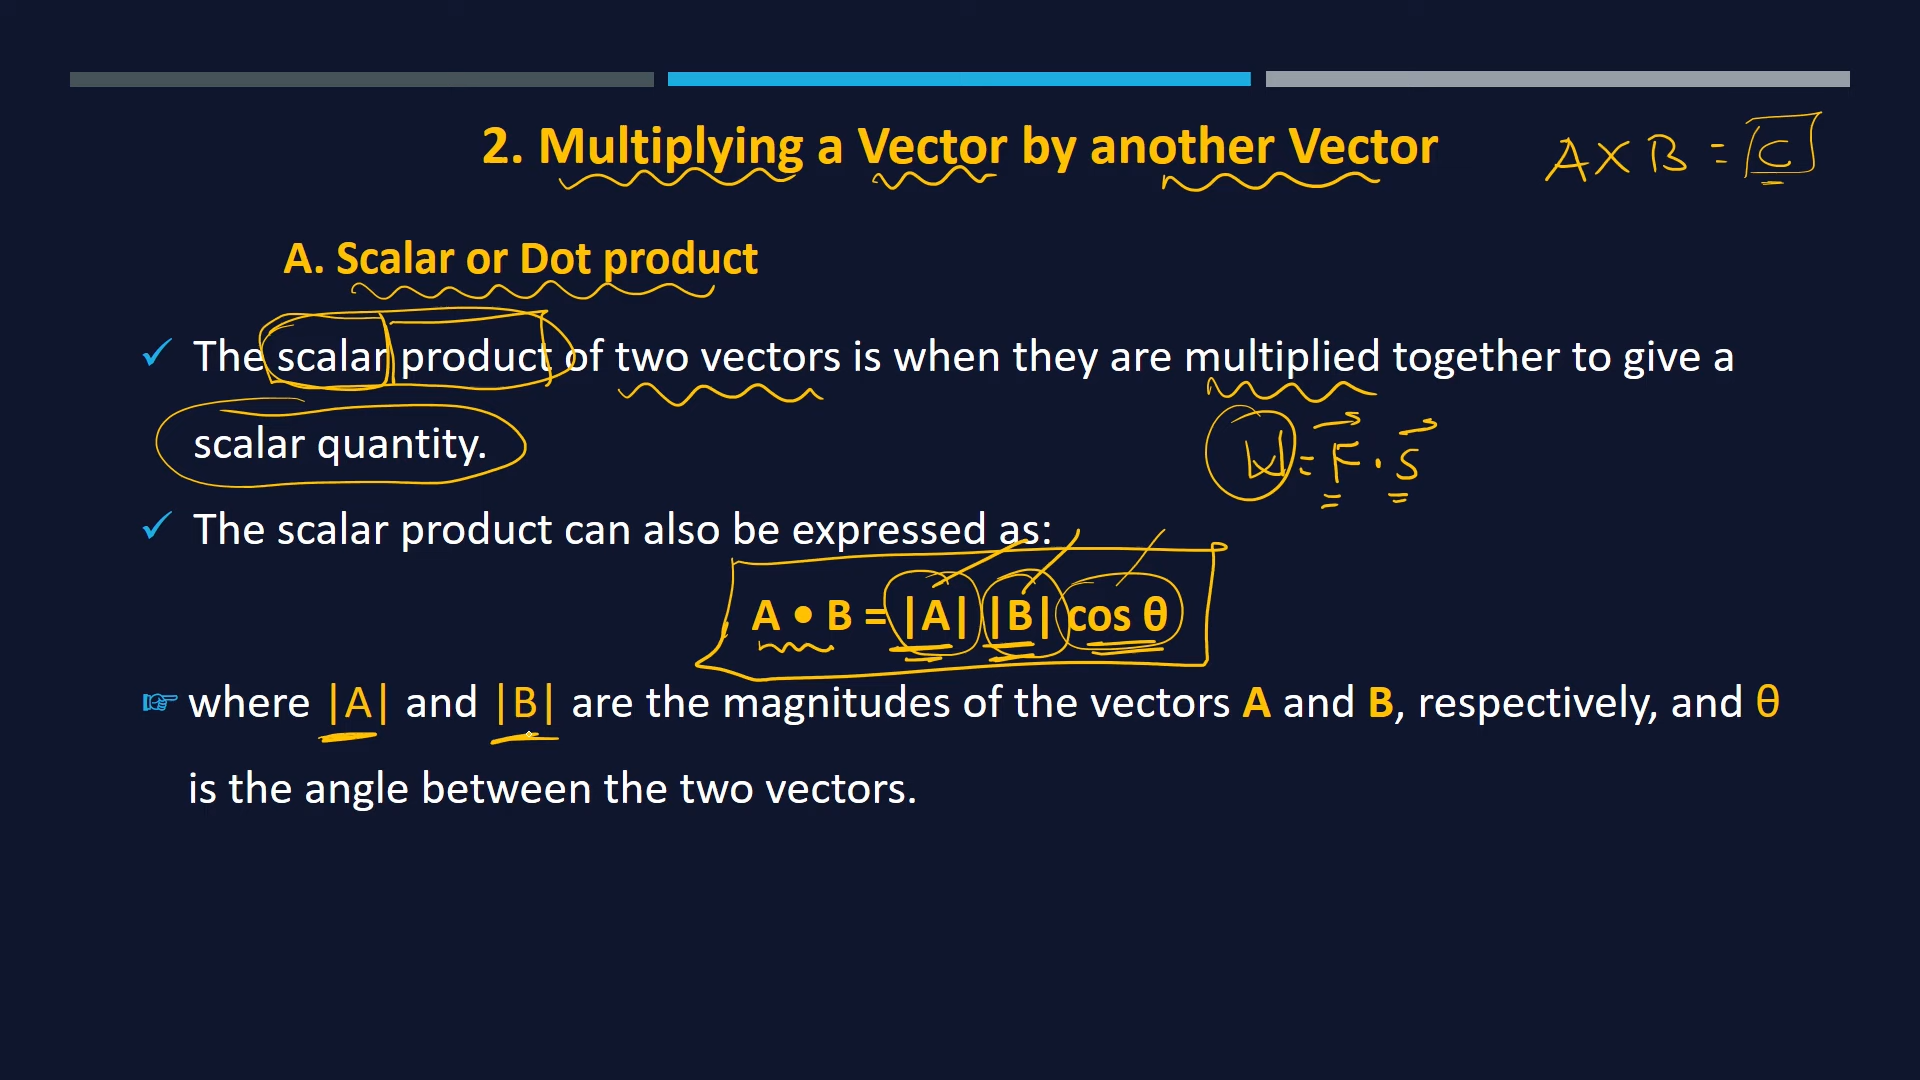 2. Multiplying a Vector by another Vector
A X B = C
A. Scalar or Dot product
✓ The scalar product of two vectors is when they are multiplied together to give a
scalar quantity.
W = F · S
✓ The scalar product can also be expressed as:
A • B = |A| |B| cos θ
☞ where |A| and |B| are the magnitudes of the vectors A and B, respectively, and θ
is the angle between the two vectors.